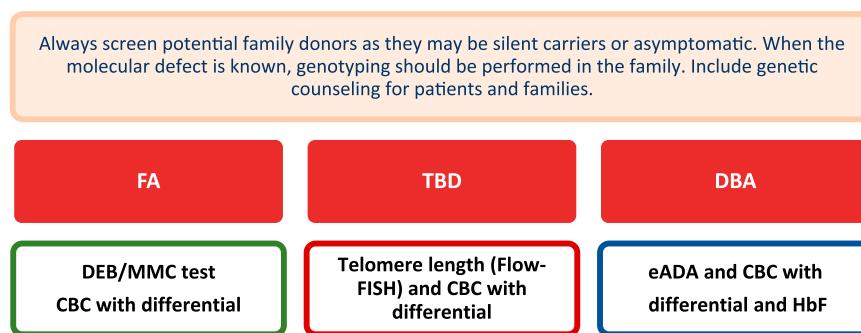 Always screen potential family donors as they may be silent carriers or asymptomatic. When the
molecular defect is known, genotyping should be performed in the family. Include genetic
counseling for patients and families.
FA
TBD
DBA
DEB/MMC test
CBC with differential
Telomere length (Flow-
FISH) and CBC with
differential
eADA and CBC with
differential and HbF